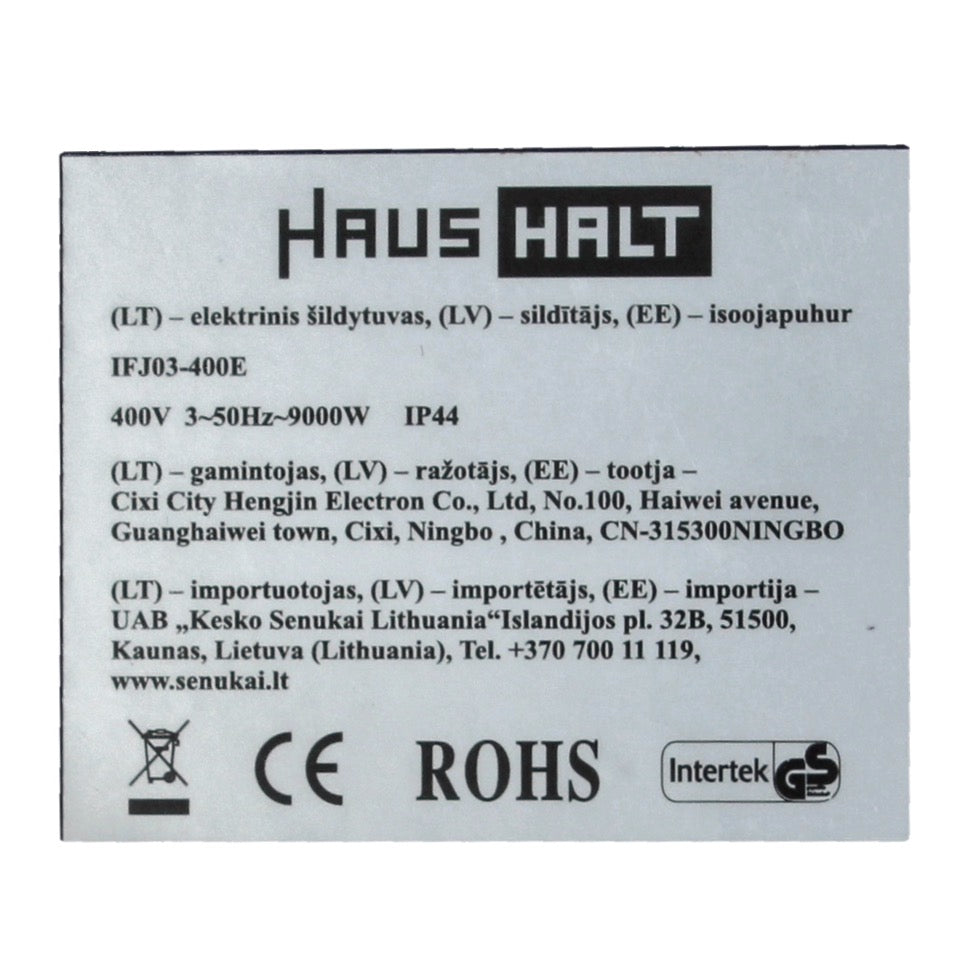 HAUS HALT
(LT) – elektrinis šildytuvas, (LV) – sildītājs, (EE) – isoojapuhur
IFJ03-400E
400V 3~50Hz~9000W IP44
(LT) – gamintojas, (LV) – ražotājs, (EE) – tootja –
Cixi City Hengjin Electron Co., Ltd, No.100, Haiwei avenue,
Guanghaiwei town, Cixi, Ningbo , China, CN-315300NINGBO
(LT) – importuotojas, (LV) – importētājs, (EE) – importija –
UAB „Kesko Senukai Lithuania“Islandijos pl. 32B, 51500,
Kaunas, Lietuva (Lithuania), Tel. +370 700 11 119,
www.senukai.lt
CE ROHS Intertek GS